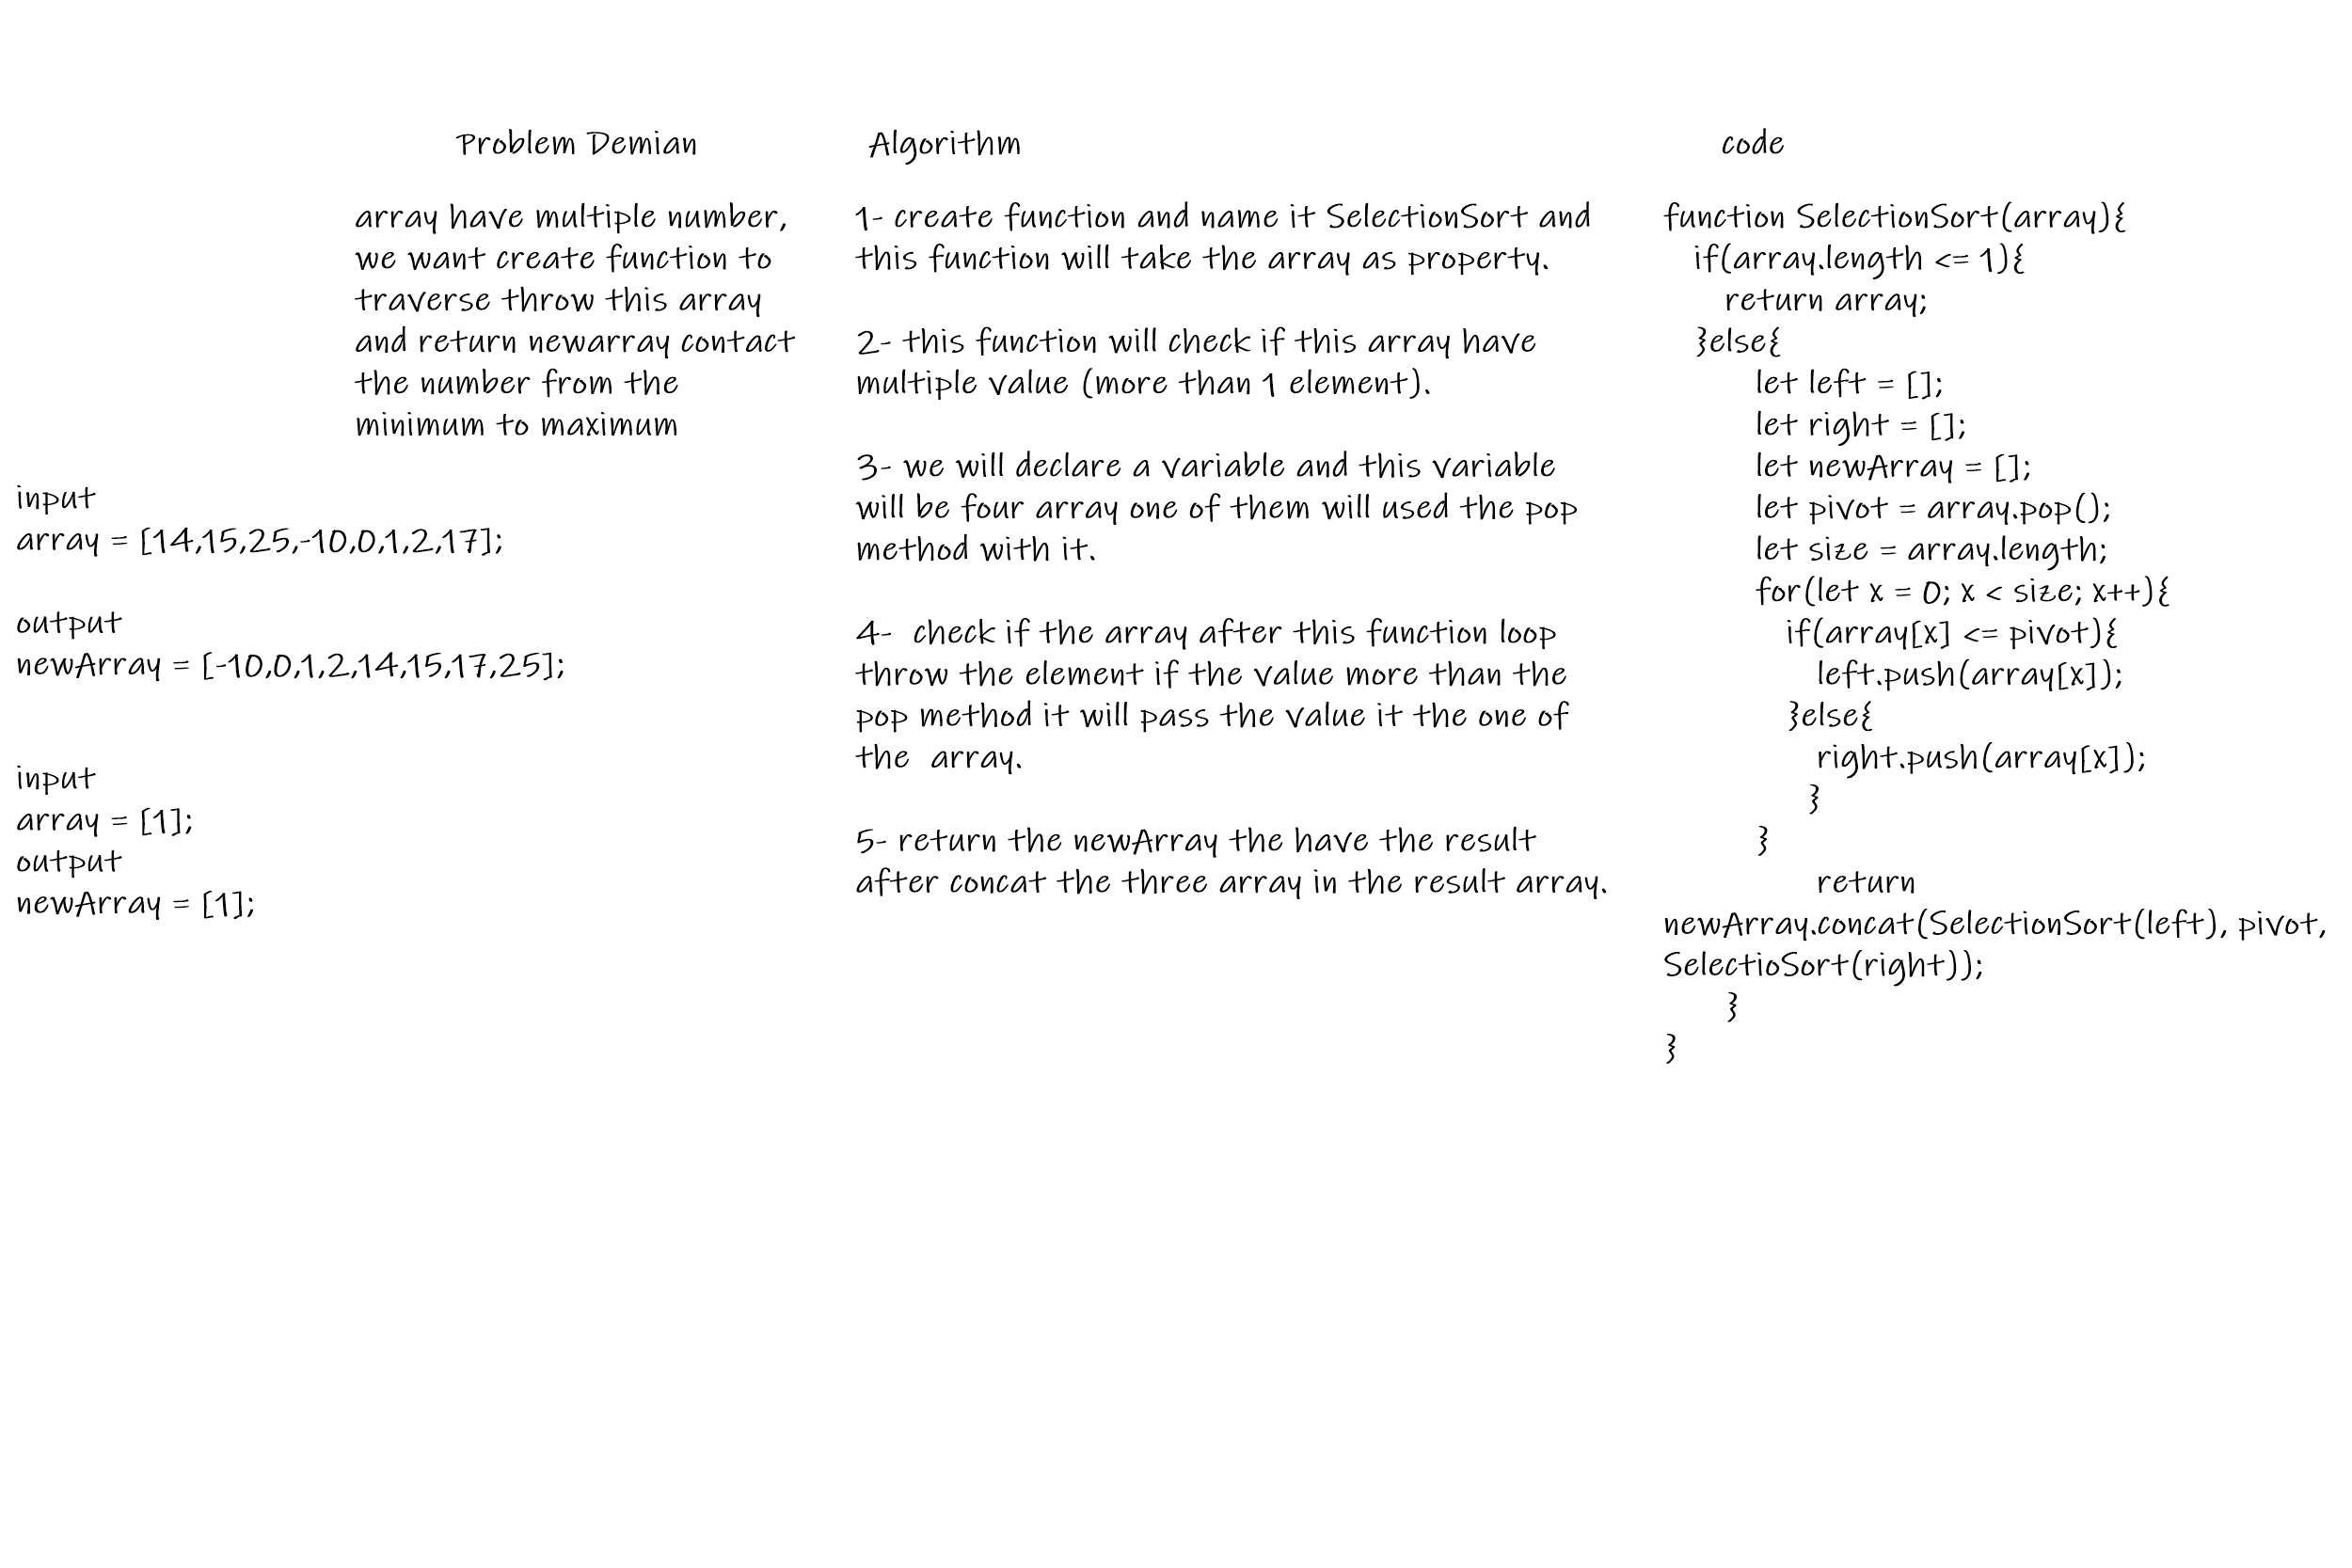 Problem Demian
array have multiple number,
we want create function to
traverse throw this array
and return newarray contact
the number from the
minimum to maximum
input
array = [14,15,25,-10,0,1,2,17];
output
newArray = [-10,0,1,2,14,15,17,25];
input
array = [1];
output
newArray = [1];
Algorithm
1- create function and name it SelectionSort and
this function will take the array as property.
2- this function will check if this array have
multiple value (more than 1 element).
3- we will declare a variable and this variable
will be four array one of them will used the pop
method with it.
4-  check if the array after this function loop
throw the element if the value more than the
pop method it will pass the value it the one of
the  array.
5- return the newArray the have the result
after concat the three array in the result array.
code
function SelectionSort(array){
if(array.length <= 1){
return array;
}else{
let left = [];
let right = [];
let newArray = [];
let pivot = array.pop();
let size = array.length;
for(let x = 0; x < size; x++){
if(array[x] <= pivot){
left.push(array[x]);
}else{
right.push(array[x]);
}
}
return
newArray.concat(SelectionSort(left), pivot,
SelectioSort(right));
}
}